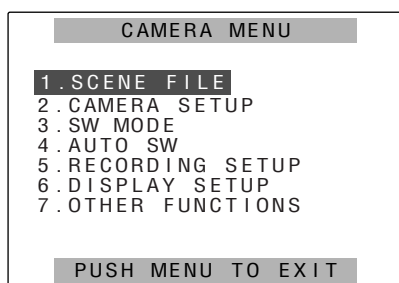 CAMERA MENU
1.SCENE FILE
2.CAMERA SETUP
3.SW MODE
4.AUTO SW
5.RECORDING SETUP
6.DISPLAY SETUP
7.OTHER FUNCTIONS
PUSH MENU TO EXIT